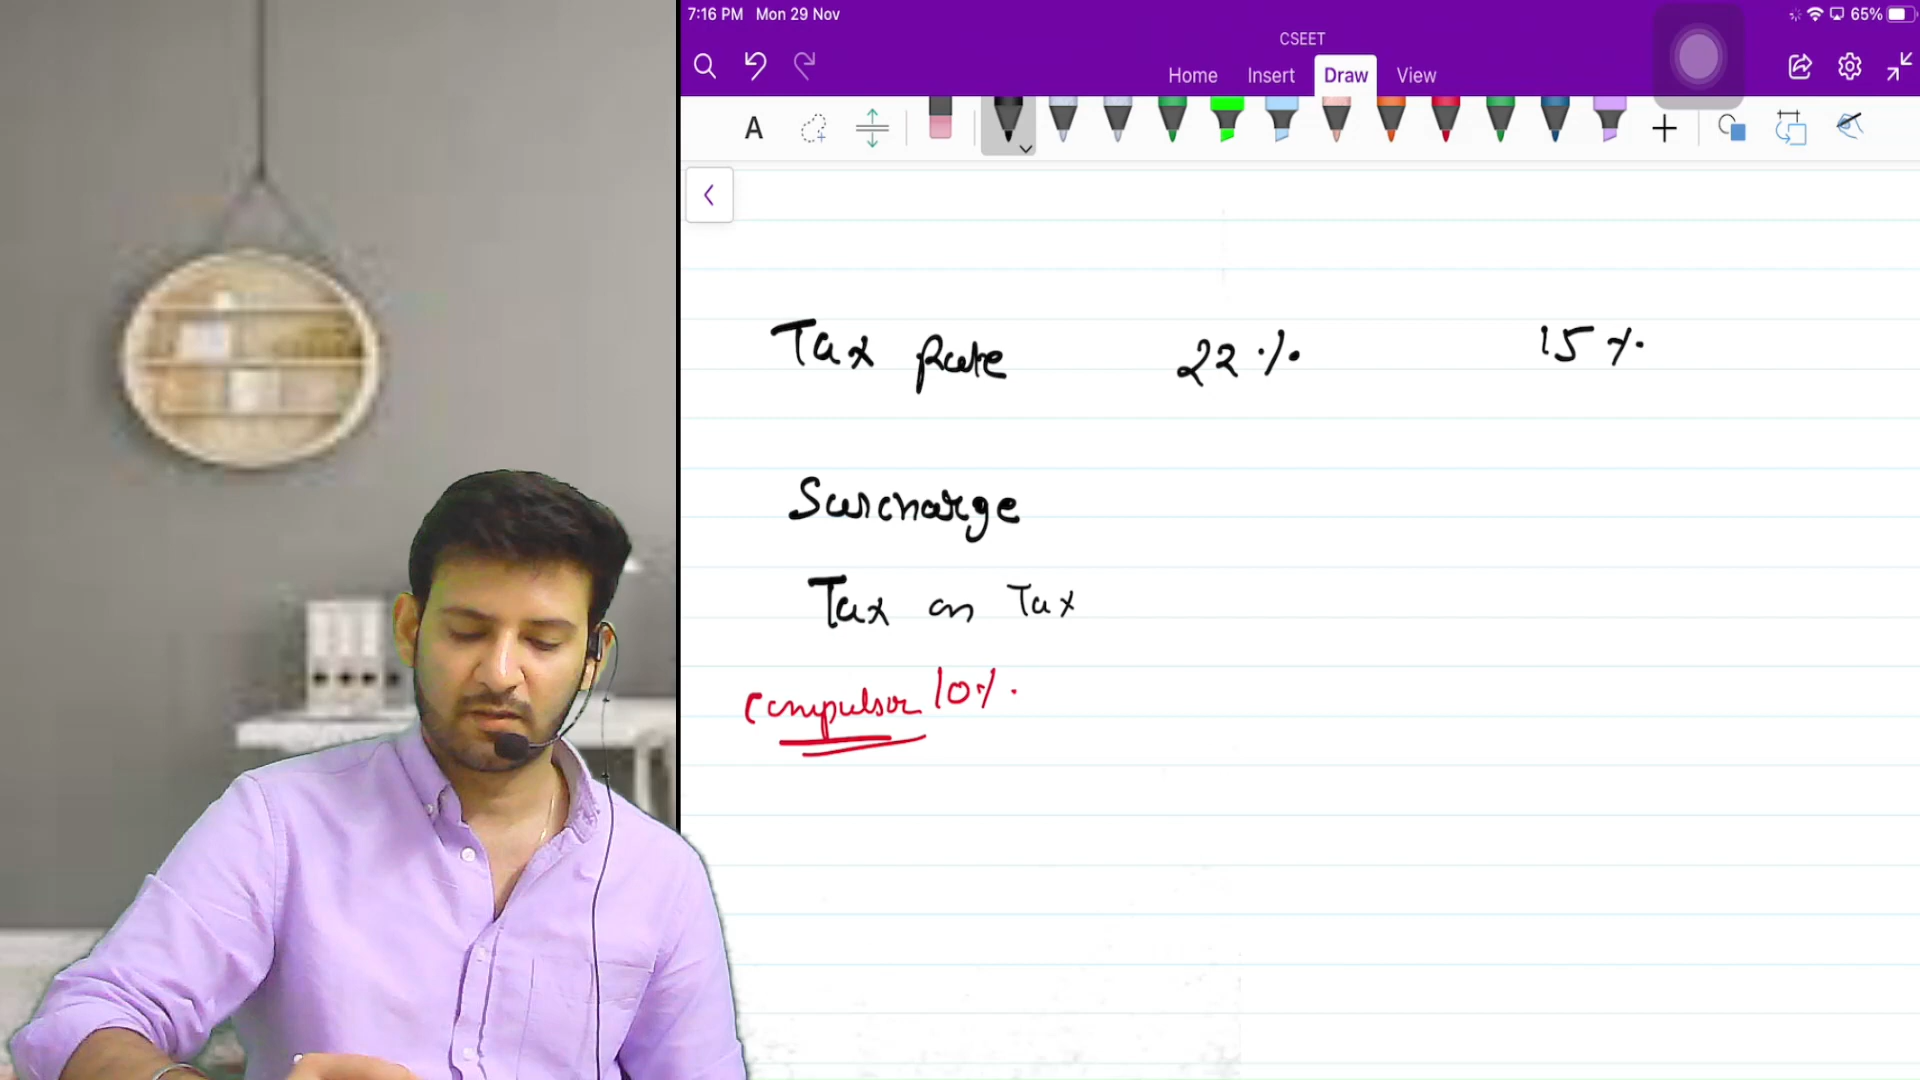 7:16 PM Mon 29 Nov
65%
CSEET
Home Insert Draw View
A
Tax Rate 22% 15%
Surcharge
Tax on Tax
Compulsor 10%